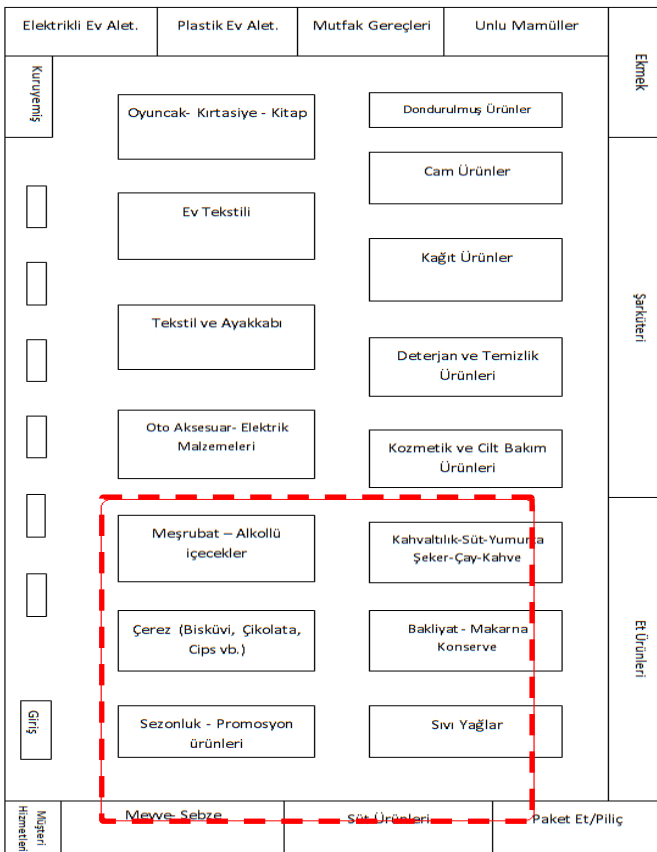 Elektrikli Ev Alet.
Plastik Ev Alet.
Mutfak Gereçleri
Unlu Mamüller
Ekmek
Kuruyemiş
Oyuncak- Kırtasiye - Kitap
Dondurulmuş Ürünler
Cam Ürünler
Ev Tekstili
Kağıt Ürünler
Şarküteri
Tekstil ve Ayakkabı
Deterjan ve Temizlik
Ürünleri
Oto Aksesuar- Elektrik
Malzemeleri
Kozmetik ve Cilt Bakım
Ürünleri
Meşrubat – Alkollü
içecekler
Kahvaltılık-Süt-Yumurta
Şeker-Çay-Kahve
Çerez (Bisküvi, Çikolata,
Cips vb.)
Bakliyat - Makarna
Konserve
Et Ürünleri
Giriş
Sezonluk - Promosyon
ürünleri
Sıvı Yağlar
Müşteri
Hizmetleri
Meyve- Sebze
Süt Ürünleri
Paket Et/Piliç